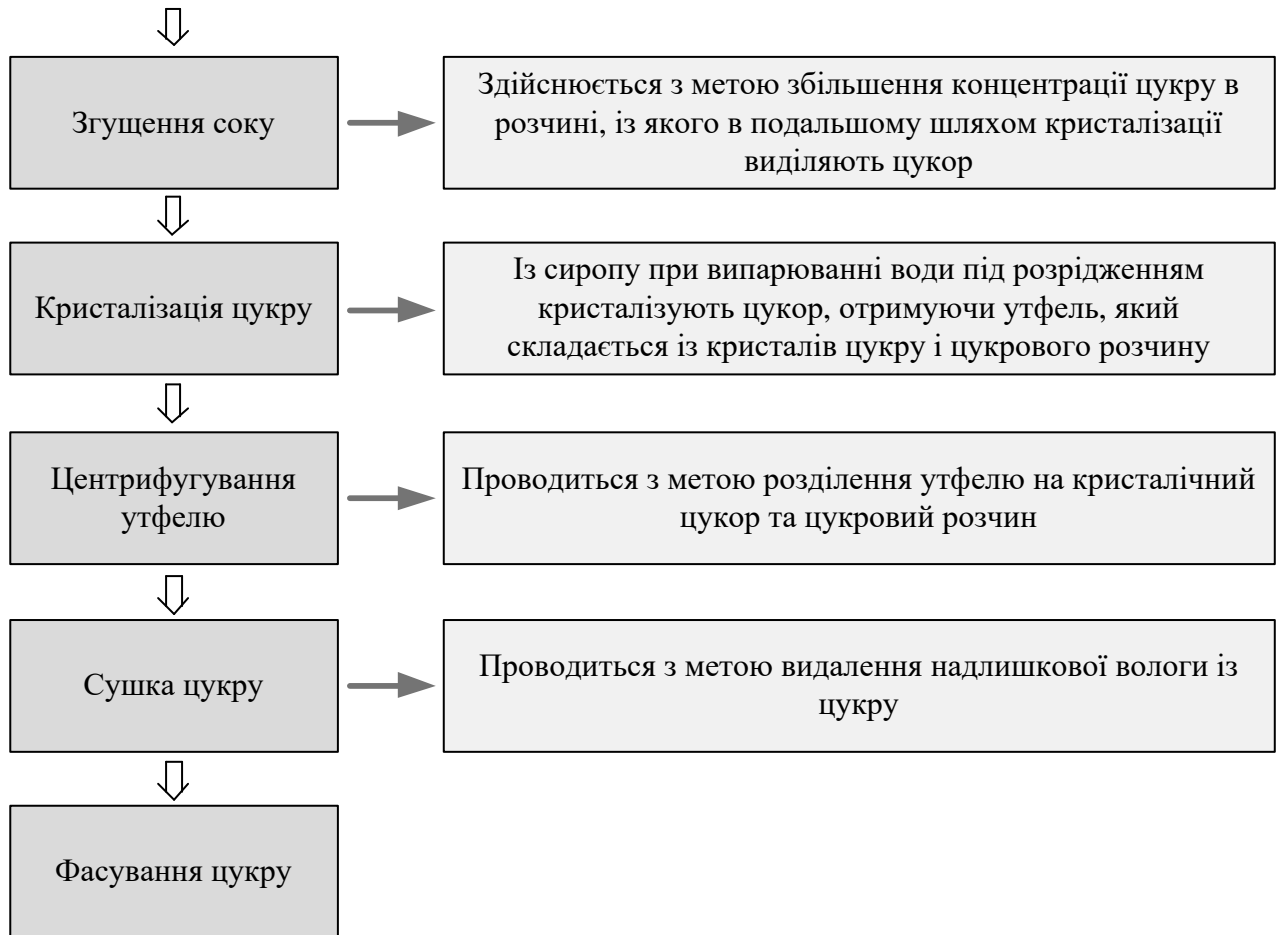 Згущення соку
Здійснюється з метою збільшення концентрації цукру в
розчині, із якого в подальшому шляхом кристалізації
виділяють цукор
Кристалізація цукру
Із сиропу при випарюванні води під розрідженням
кристалізують цукор, отримуючи утфель, який
складається із кристалів цукру і цукрового розчину
Центрифугування
утфелю
Проводиться з метою розділення утфелю на кристалічний
цукор та цукровий розчин
Сушка цукру
Проводиться з метою видалення надлишкової вологи із
цукру
Фасування цукру